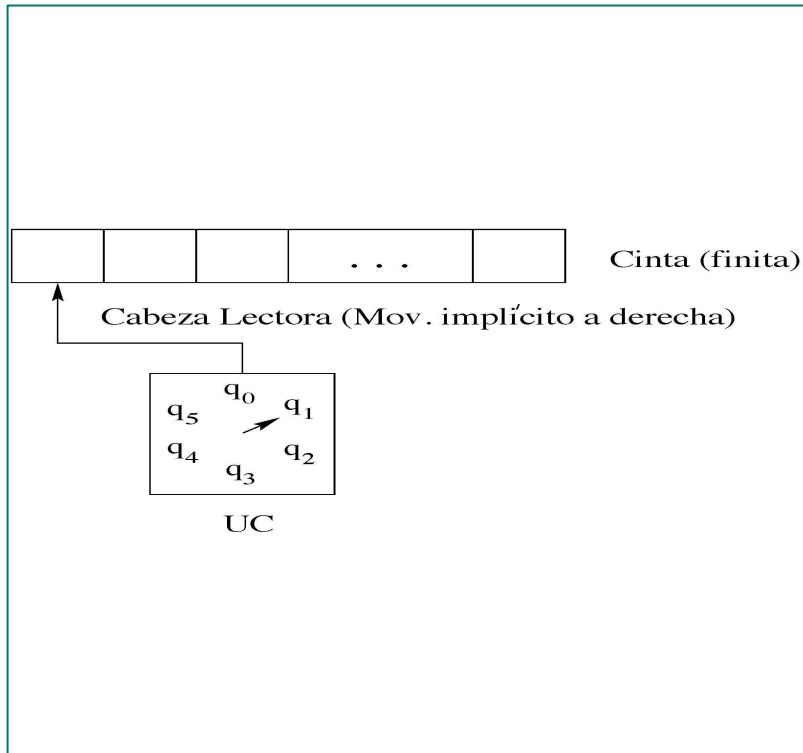 . . .
Cinta (finita)
Cabeza Lectora (Mov. implícito a derecha)
q0
q5 q1
q4 q2
q3
UC